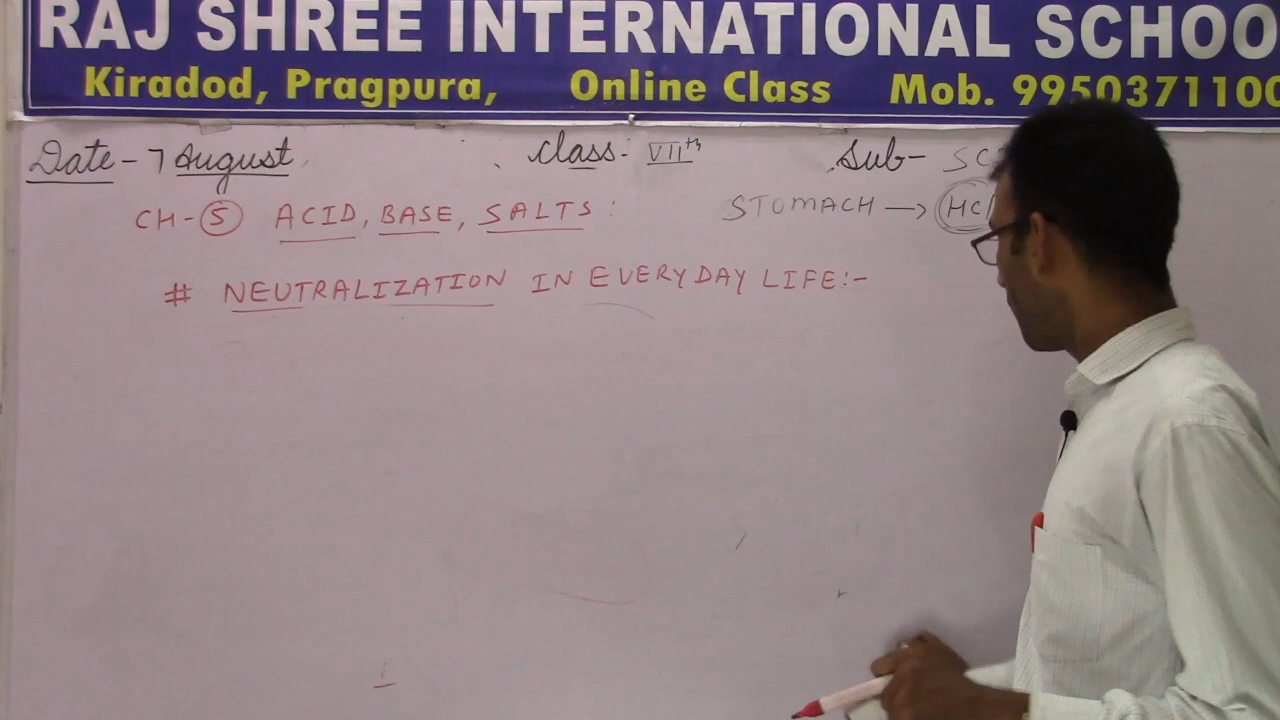 RAJ SHREE INTERNATIONAL SCHOO
Kiradod, Pragpura, Online Class Mob. 9950371100
Date - 7 August Class: VIIth Sub- SC
CH-5 ACID, BASE, SALTS: STOMACH → HCl
# NEUTRALIZATION IN EVERYDAY LIFE:-